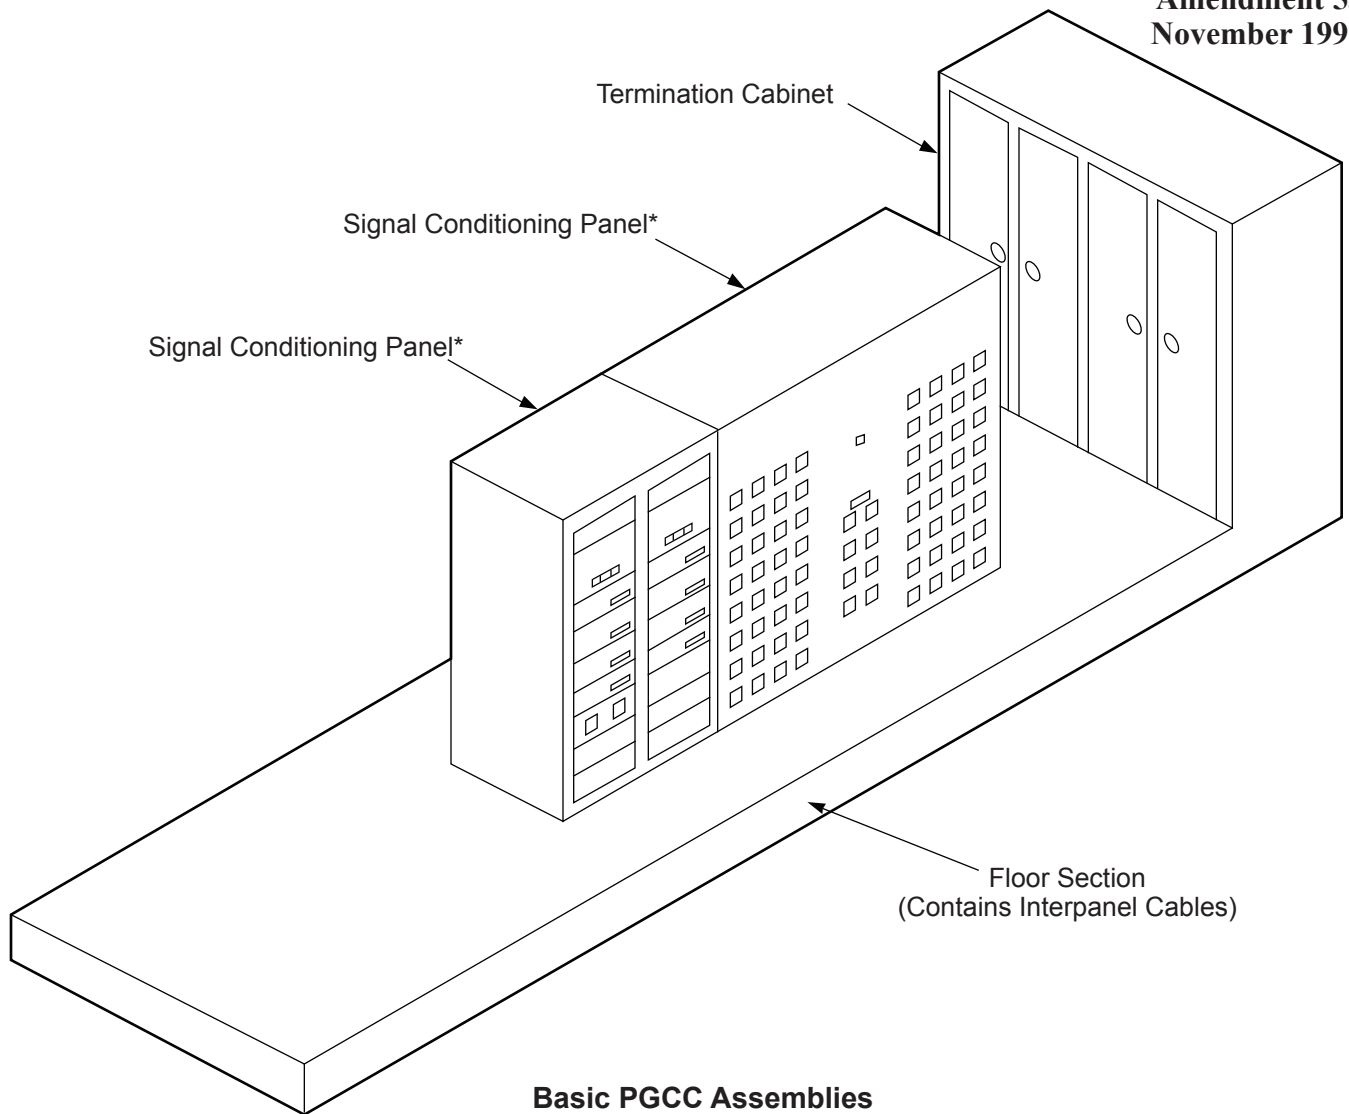 Amendment 5
November 199
Termination Cabinet
Signal Conditioning Panel*
Signal Conditioning Panel*
Floor Section
(Contains Interpanel Cables)
Basic PGCC Assemblies